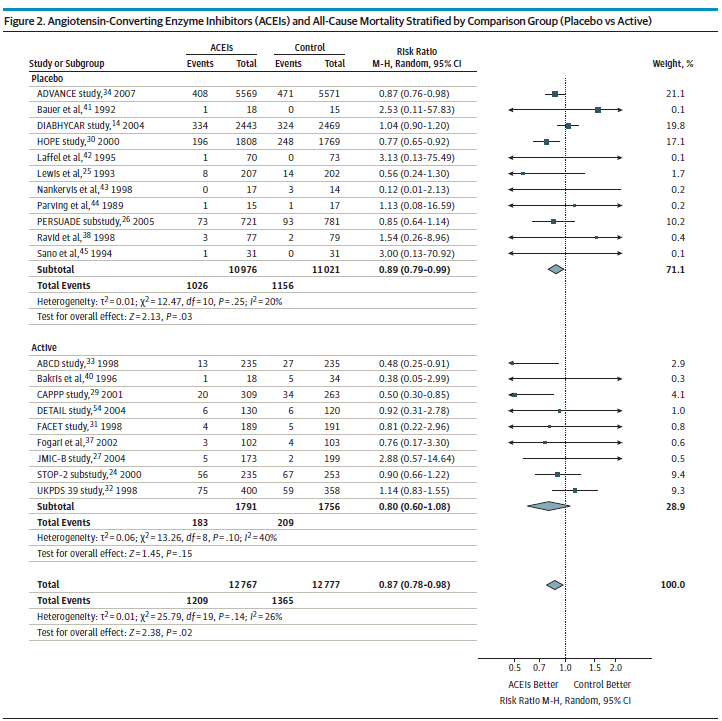 Figure 2. Angiotensin-Converting Enzyme Inhibitors (ACEIs) and All-Cause Mortality Stratified by Comparison Group (Placebo vs Active)
ACEIs Control Risk Ratio
Study or Subgroup Events Total Events Total M-H, Random, 95% CI Weight, %
Placebo
ADVANCE study,34 2007 408 5569 471 5571 0.87 (0.76-0.98) 21.1
Bauer et al,41 1992 1 18 0 15 2.53 (0.11-57.83) 0.1
DIABHYCAR study,14 2004 334 2443 324 2469 1.04 (0.90-1.20) 19.8
HOPE study,30 2000 196 1808 248 1769 0.77 (0.65-0.92) 17.1
Laffel et al,42 1995 1 70 0 73 3.13 (0.13-75.49) 0.1
Lewis et al,25 1993 8 207 14 202 0.56 (0.24-1.30) 1.7
Nankervis et al,43 1998 0 17 3 14 0.12 (0.01-2.13) 0.2
Parving et al,44 1989 1 15 1 17 1.13 (0.08-16.59) 0.2
PERSUADE substudy,26 2005 73 721 93 781 0.85 (0.64-1.14) 10.2
Ravid et al,38 1998 3 77 2 79 1.54 (0.26-8.96) 0.4
Sano et al,45 1994 1 31 0 31 3.00 (0.13-70.92) 0.1
Subtotal 10976 11021 0.89 (0.79-0.99) 71.1
Total Events 1026 1156
Heterogeneity: τ2=0.01; χ2=12.47, df=10, P=.25; I2=20%
Test for overall effect: Z=2.13, P=.03
Active
ABCD study,33 1998 13 235 27 235 0.48 (0.25-0.91) 2.9
Bakris et al,40 1996 1 18 5 34 0.38 (0.05-2.99) 0.3
CAPPP study,29 2001 20 309 34 263 0.50 (0.30-0.85) 4.1
DETAIL study,54 2004 6 130 6 120 0.92 (0.31-2.78) 1.0
FACET study,31 1998 4 189 5 191 0.81 (0.22-2.96) 0.8
Fogari et al,37 2002 3 102 4 103 0.76 (0.17-3.30) 0.6
JMIC-B study,27 2004 5 173 2 199 2.88 (0.57-14.64) 0.5
STOP-2 substudy,24 2000 56 235 67 253 0.90 (0.66-1.22) 9.4
UKPDS 39 study,32 1998 75 400 59 358 1.14 (0.83-1.55) 9.3
Subtotal 1791 1756 0.80 (0.60-1.08) 28.9
Total Events 183 209
Heterogeneity: τ2=0.06; χ2=13.26, df=8, P=.10; I2=40%
Test for overall effect: Z=1.45, P=.15
Total 12767 12777 0.87 (0.78-0.98) 100.0
Total Events 1209 1365
Heterogeneity: τ2=0.01; χ2=25.79, df=19, P=.14; I2=26%
Test for overall effect: Z=2.38, P=.02
0.5 0.7 1.0 1.5 2.0
ACEIs Better Control Better
Risk Ratio M-H, Random, 95% CI